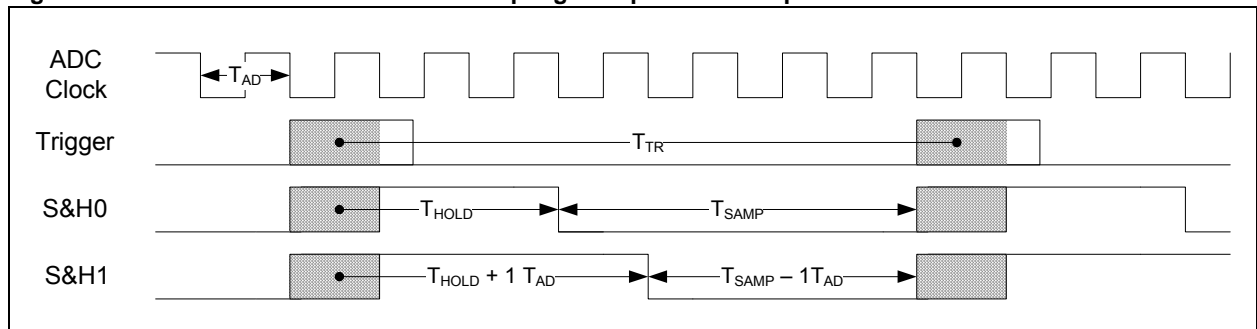 ADC
Clock
T_AD
Trigger
T_TR
S&H0
T_HOLD
T_SAMP
S&H1
T_HOLD + 1 T_AD
T_SAMP – 1T_AD